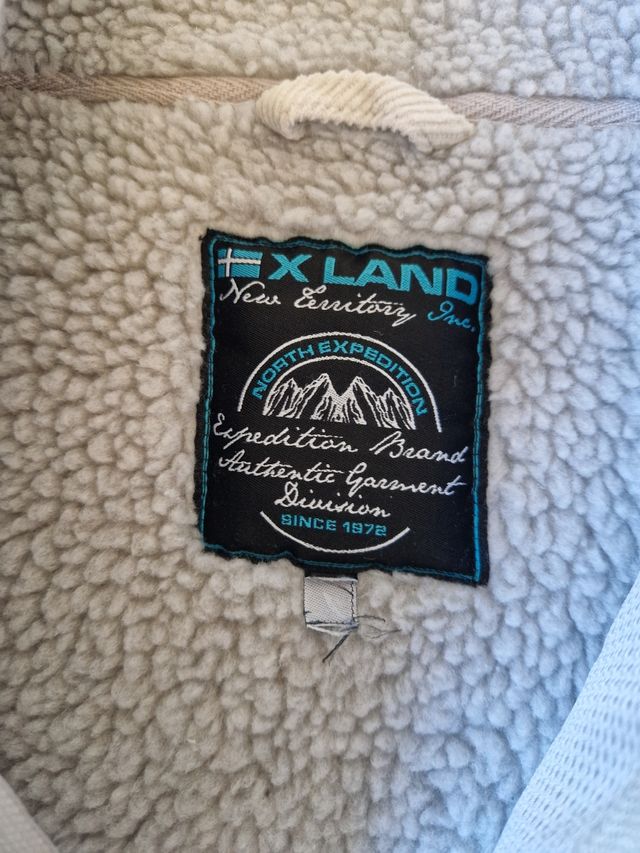 X LAND
New Territory Inc.
NORTH EXPEDITION
Expedition Brand
Authentic Garment
Division
SINCE 1972